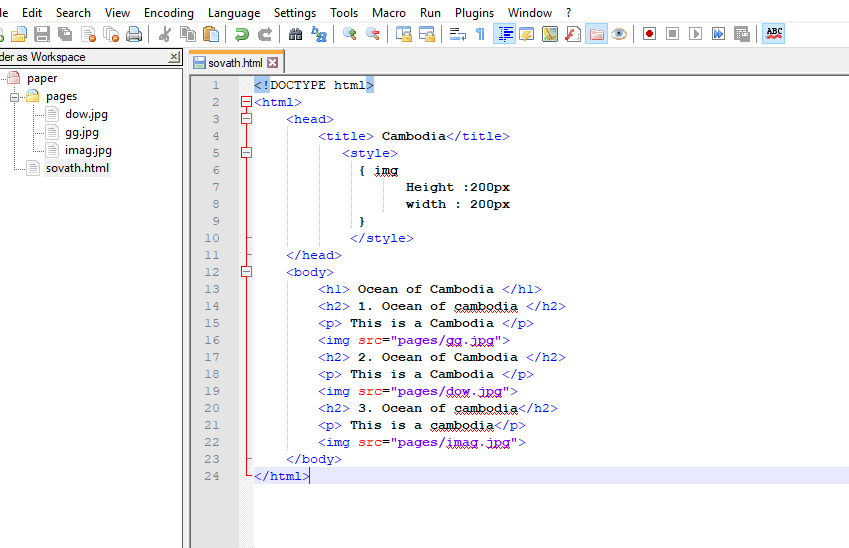 Edit Search View Encoding Language Settings Tools Macro Run Plugins Window ?
ABC
der as Workspace
sovath.html
paper
pages
dow.jpg
gg.jpg
imag.jpg
sovath.html
1 <!DOCTYPE html>
2 <html>
3 <head>
4 <title> Cambodia</title>
5 <style>
6 { img
7 Height :200px
8 width : 200px
9 }
10 </style>
11 </head>
12 <body>
13 <h1> Ocean of Cambodia </h1>
14 <h2> 1. Ocean of cambodia </h2>
15 <p> This is a Cambodia </p>
16 <img src="pages/gg.jpg">
17 <h2> 2. Ocean of Cambodia </h2>
18 <p> This is a Cambodia </p>
19 <img src="pages/dow.jpg">
20 <h2> 3. Ocean of cambodia</h2>
21 <p> This is a cambodia</p>
22 <img src="pages/imag.jpg">
23 </body>
24 </html>